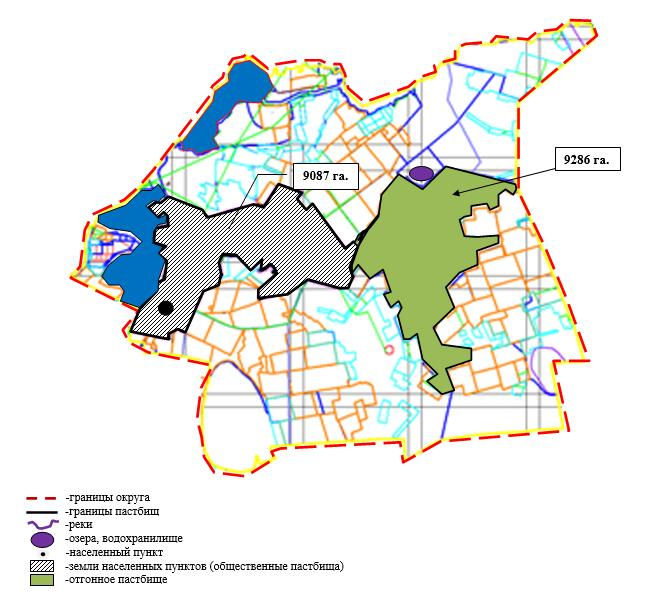 9286 га.
9087 га.
-границы округа
-границы пастбищ
-реки
-озера, водохранилище
-населенный пункт
-земли населенных пунктов (общественные пастбища)
-отгонное пастбище